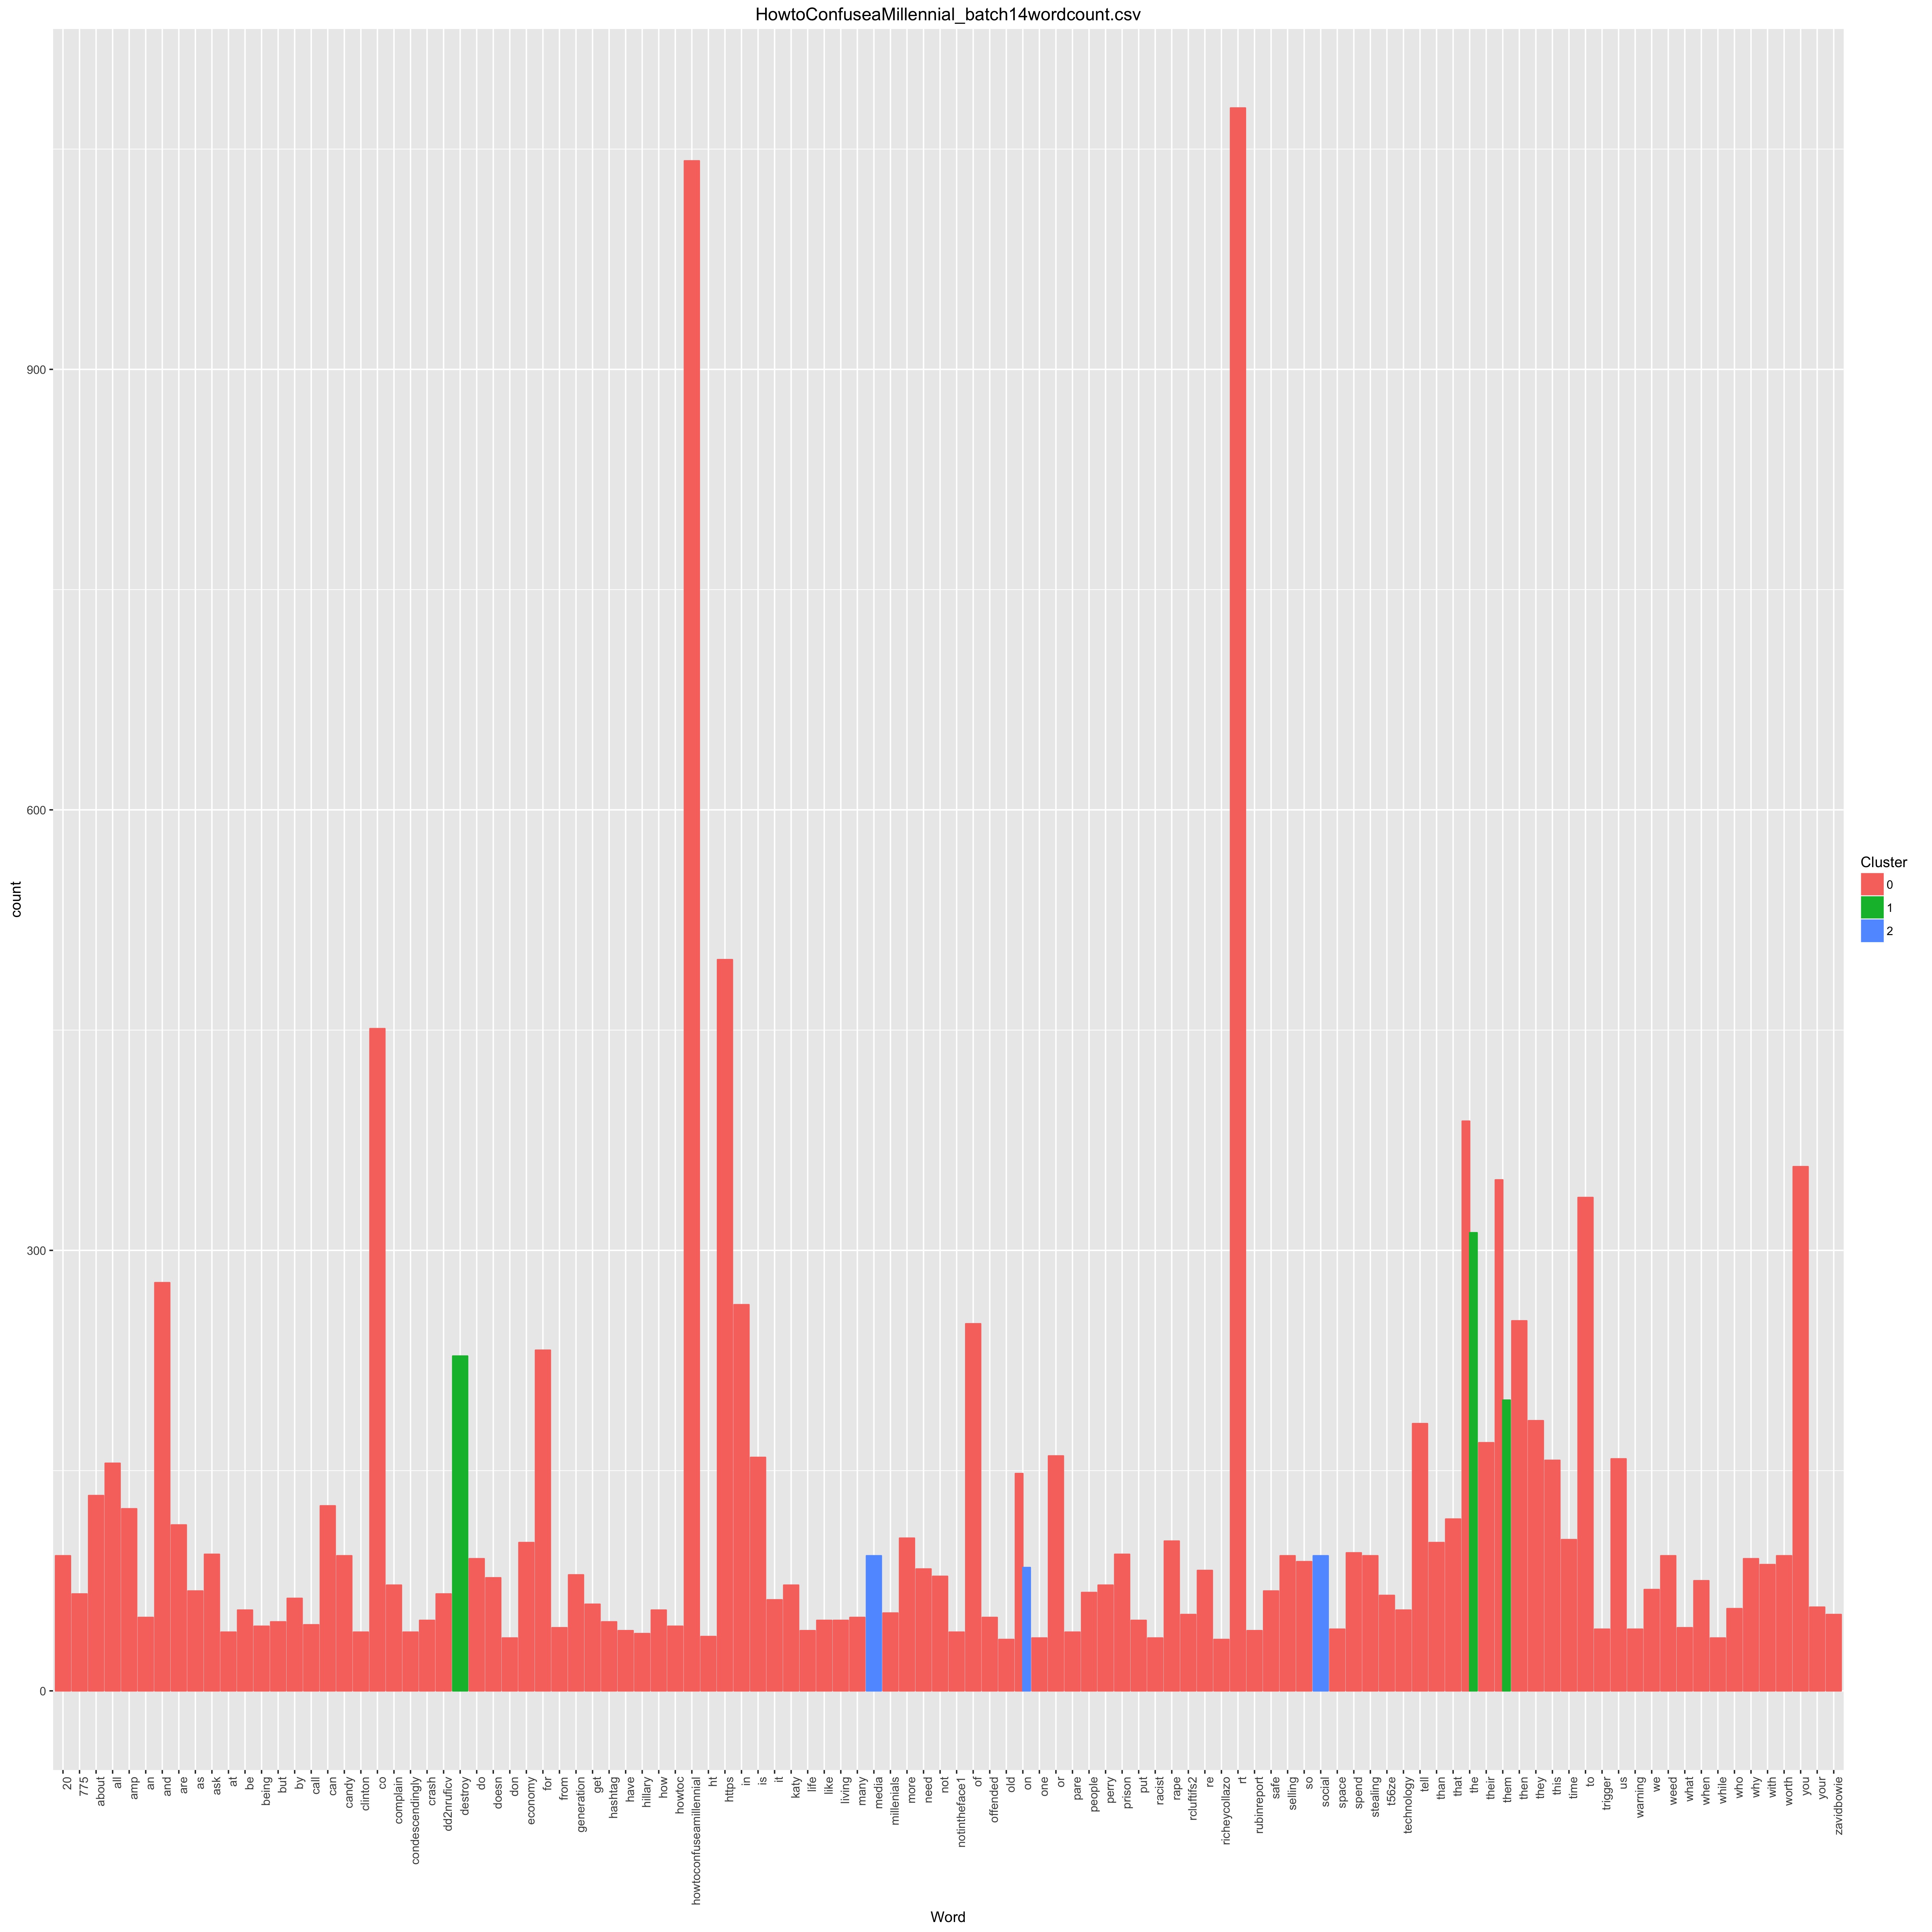 HowtoConfuseaMillennial_batch14wordcount.csv
count
900
600
300
0
20
775
about
all
amp
an
and
are
as
ask
at
be
being
but
by
call
can
candy
clinton
co
complain
condescendingly
crash
dd2nruficv
destroy
do
doesn
don
economy
for
from
generation
get
hashtag
have
hillary
how
howtoc
howtoconfuseamillennial
ht
https
in
is
it
katy
life
like
living
many
media
millenials
more
need
not
notintheface1
of
offended
old
on
one
or
pare
people
perry
prison
put
racist
rape
rcluftifs2
re
richeycollazo
rt
rubinreport
safe
selling
so
social
space
spend
stealing
t56ze
technology
tell
than
that
the
their
them
then
they
this
time
to
trigger
us
warning
we
weed
what
when
while
who
why
with
worth
you
your
zavidbowie
Word
Cluster
0
1
2